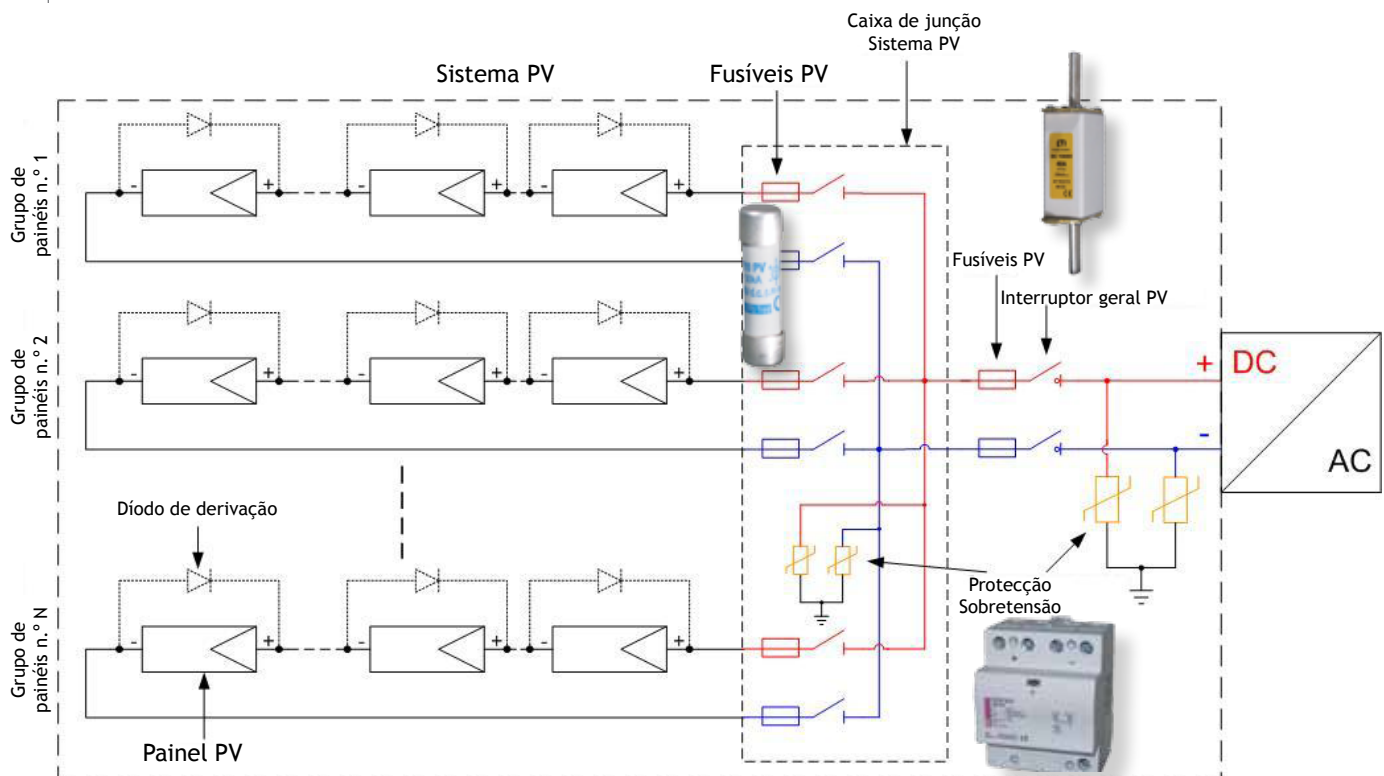 Caixa de junção
Sistema PV
Sistema PV
Fusíveis PV
Grupo de
painéis n.º 1
- + - + - +
Fusíveis PV
Interruptor geral PV
Grupo de
painéis n.º 2
- + - + - +
+ DC
-
AC
Díodo de derivação
Protecção
Sobretensão
Grupo de
painéis n.º N
- + - + - +
Painel PV